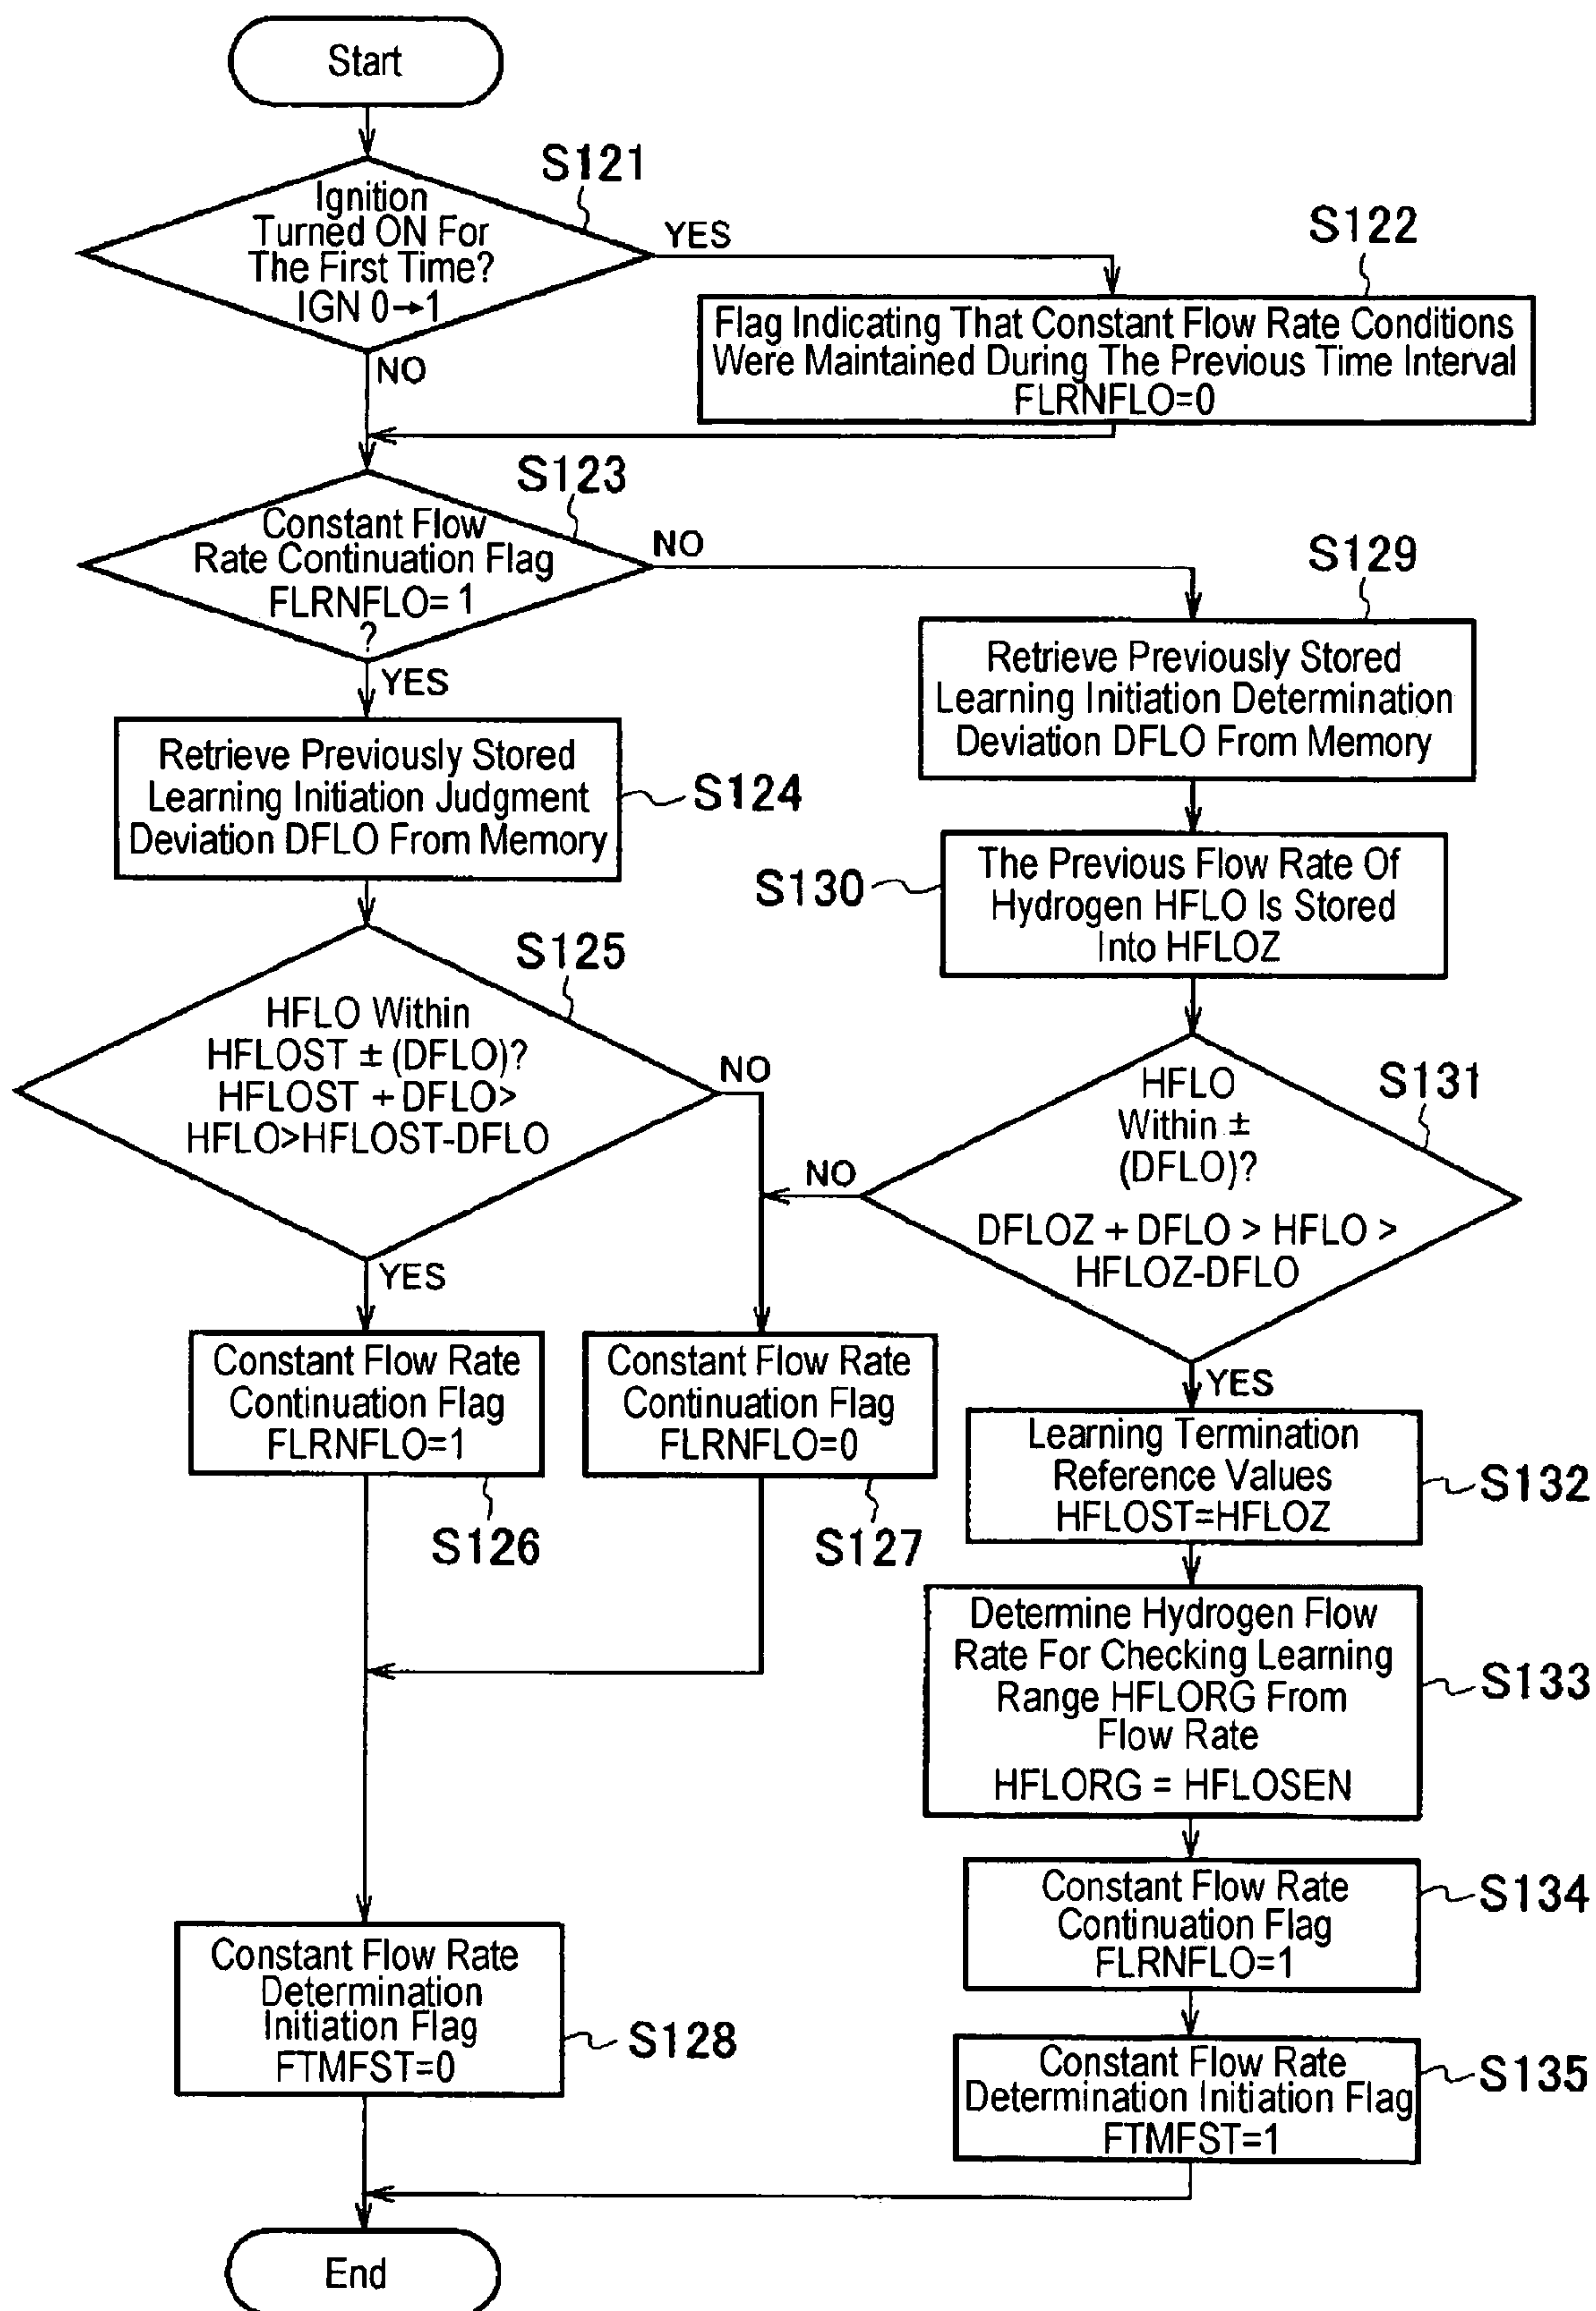 Start
S121
Ignition
Turned ON For
The First Time?
IGN 0→1
YES
NO
S122
Flag Indicating That Constant Flow Rate Conditions
Were Maintained During The Previous Time Interval
FLRNFLO=0
S123
Constant Flow
Rate Continuation Flag
FLRNFLO= 1
?
NO
YES
S129
Retrieve Previously Stored
Learning Initiation Determination
Deviation DFLO From Memory
Retrieve Previously Stored
Learning Initiation Judgment
Deviation DFLO From Memory
S124
S130
The Previous Flow Rate Of
Hydrogen HFLO Is Stored
Into HFLOZ
S125
HFLO Within
HFLOST ± (DFLO)?
HFLOST + DFLO>
HFLO>HFLOST-DFLO
NO
YES
S131
HFLO
Within ±
(DFLO)?
DFLOZ + DFLO > HFLO >
HFLOZ-DFLO
NO
YES
Constant Flow Rate
Continuation Flag
FLRNFLO=1
S126
Constant Flow Rate
Continuation Flag
FLRNFLO=0
S127
Learning Termination
Reference Values
HFLOST=HFLOZ
S132
Determine Hydrogen Flow
Rate For Checking Learning
Range HFLORG From
Flow Rate
HFLORG = HFLOSEN
S133
Constant Flow Rate
Continuation Flag
FLRNFLO=1
S134
Constant Flow Rate
Determination
Initiation Flag
FTMFST=0
S128
Constant Flow Rate
Determination Initiation Flag
FTMFST=1
S135
End